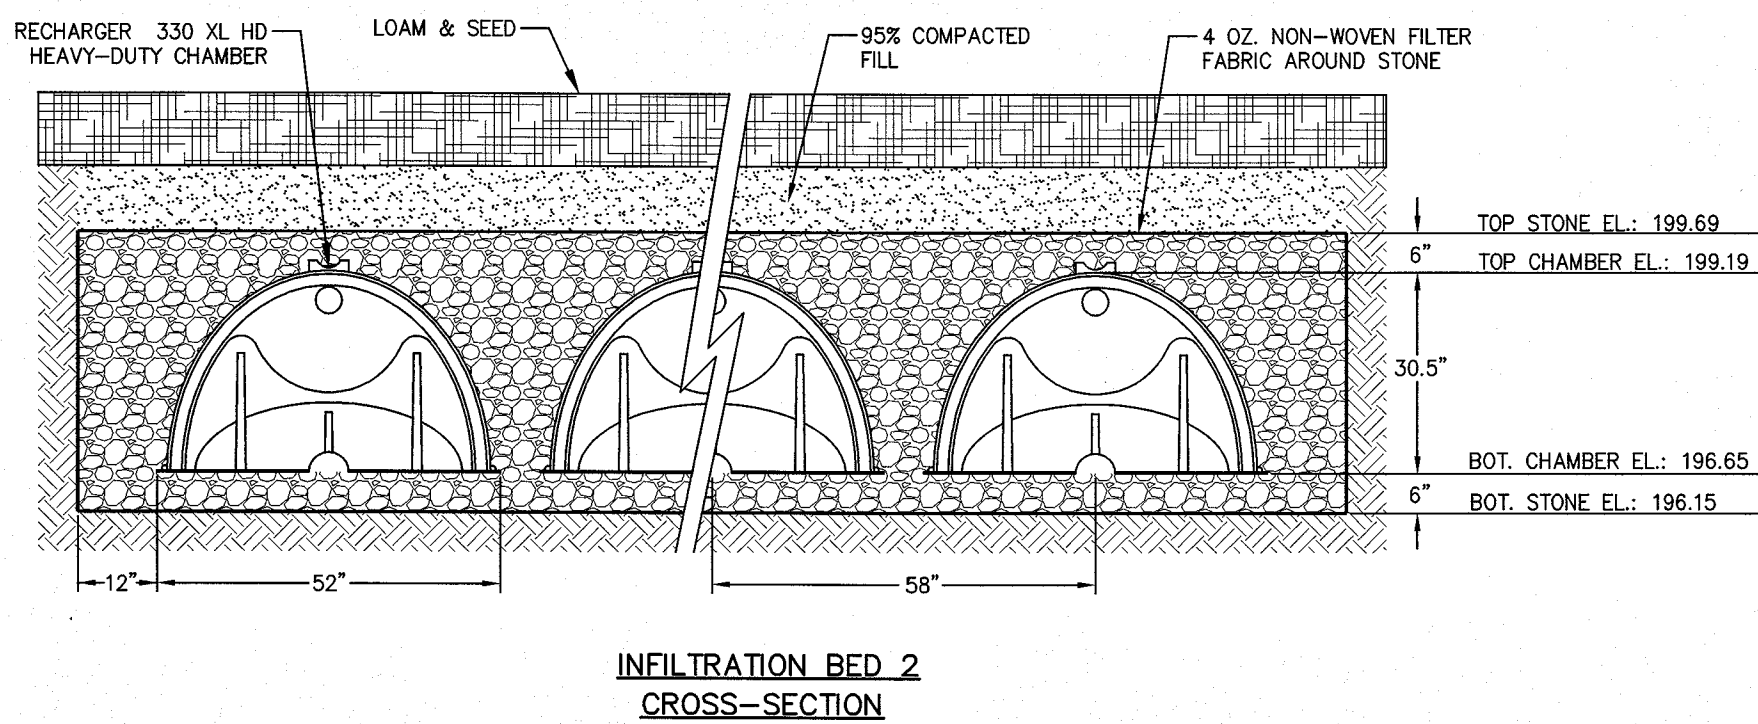 RECHARGER 330 XL HD
HEAVY-DUTY CHAMBER
LOAM & SEED
95% COMPACTED
FILL
4 OZ. NON-WOVEN FILTER
FABRIC AROUND STONE
TOP STONE EL.: 199.69
6"
TOP CHAMBER EL.: 199.19
30.5"
BOT. CHAMBER EL.: 196.65
6"
BOT. STONE EL.: 196.15
12"
52"
58"
INFILTRATION BED 2
CROSS-SECTION